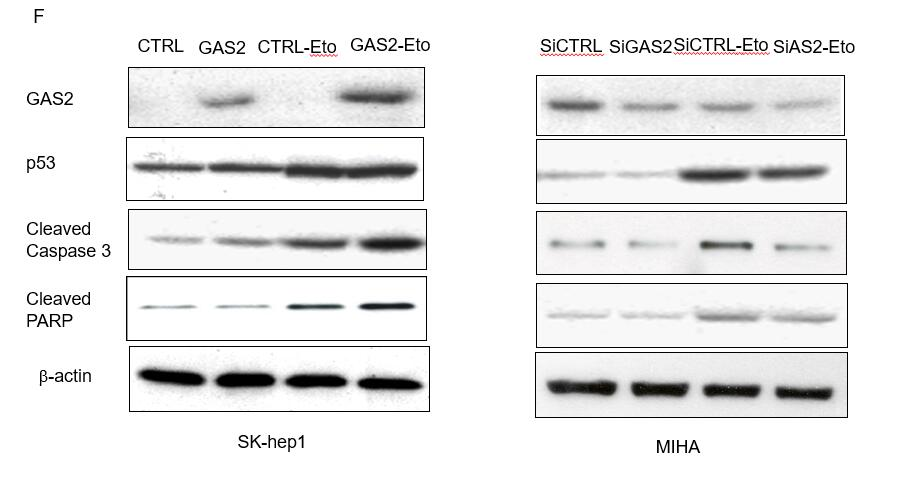 F
CTRL GAS2 CTRL-Eto GAS2-Eto
SiCTRL SiGAS2 SiCTRL-Eto SiAS2-Eto
GAS2
p53
Cleaved
Caspase 3
Cleaved
PARP
β-actin
SK-hep1
MIHA